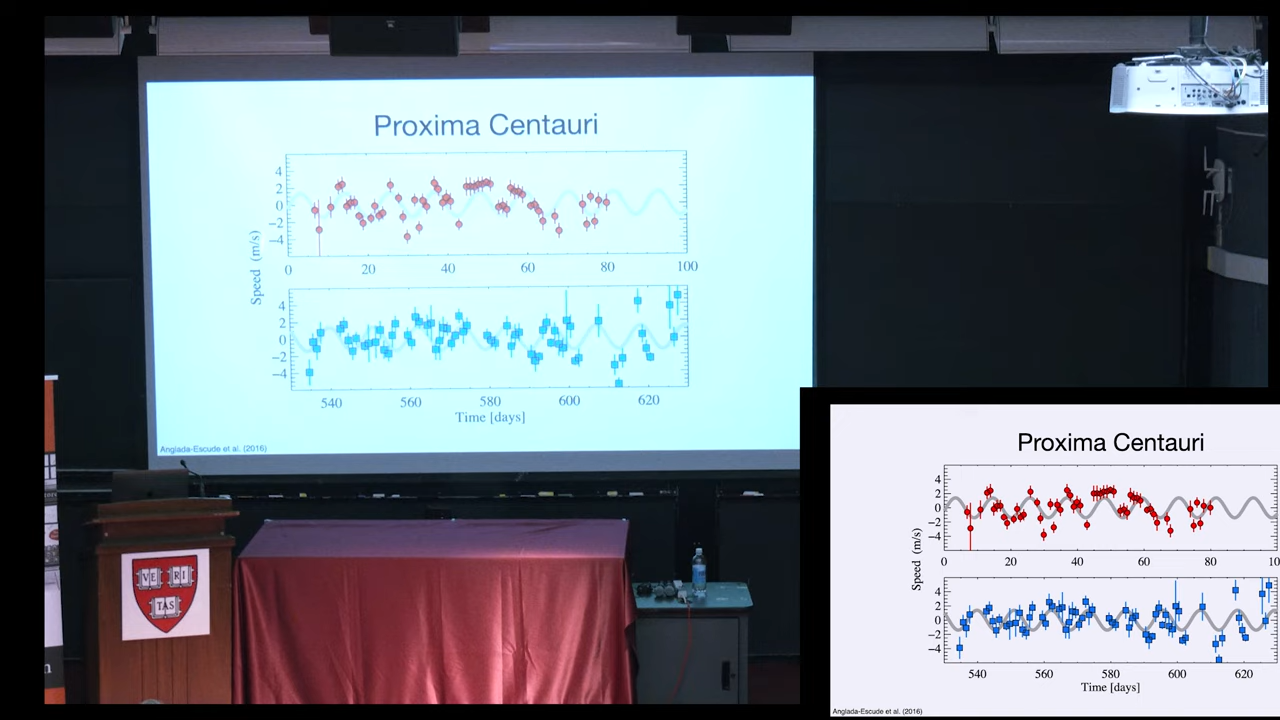 Proxima Centauri
4
2
0
−2
−4
0 20 40 60 80 100
Speed (m/s)
4
2
0
−2
−4
540 560 580 600 620
Time [days]
Anglada-Escude et al. (2016)
VE RI
TAS
Proxima Centauri
4
2
0
−2
−4
0 20 40 60 80 10
Speed (m/s)
2
0
−2
−4
540 560 580 600 620
Time [days]
Anglada-Escude et al. (2016)